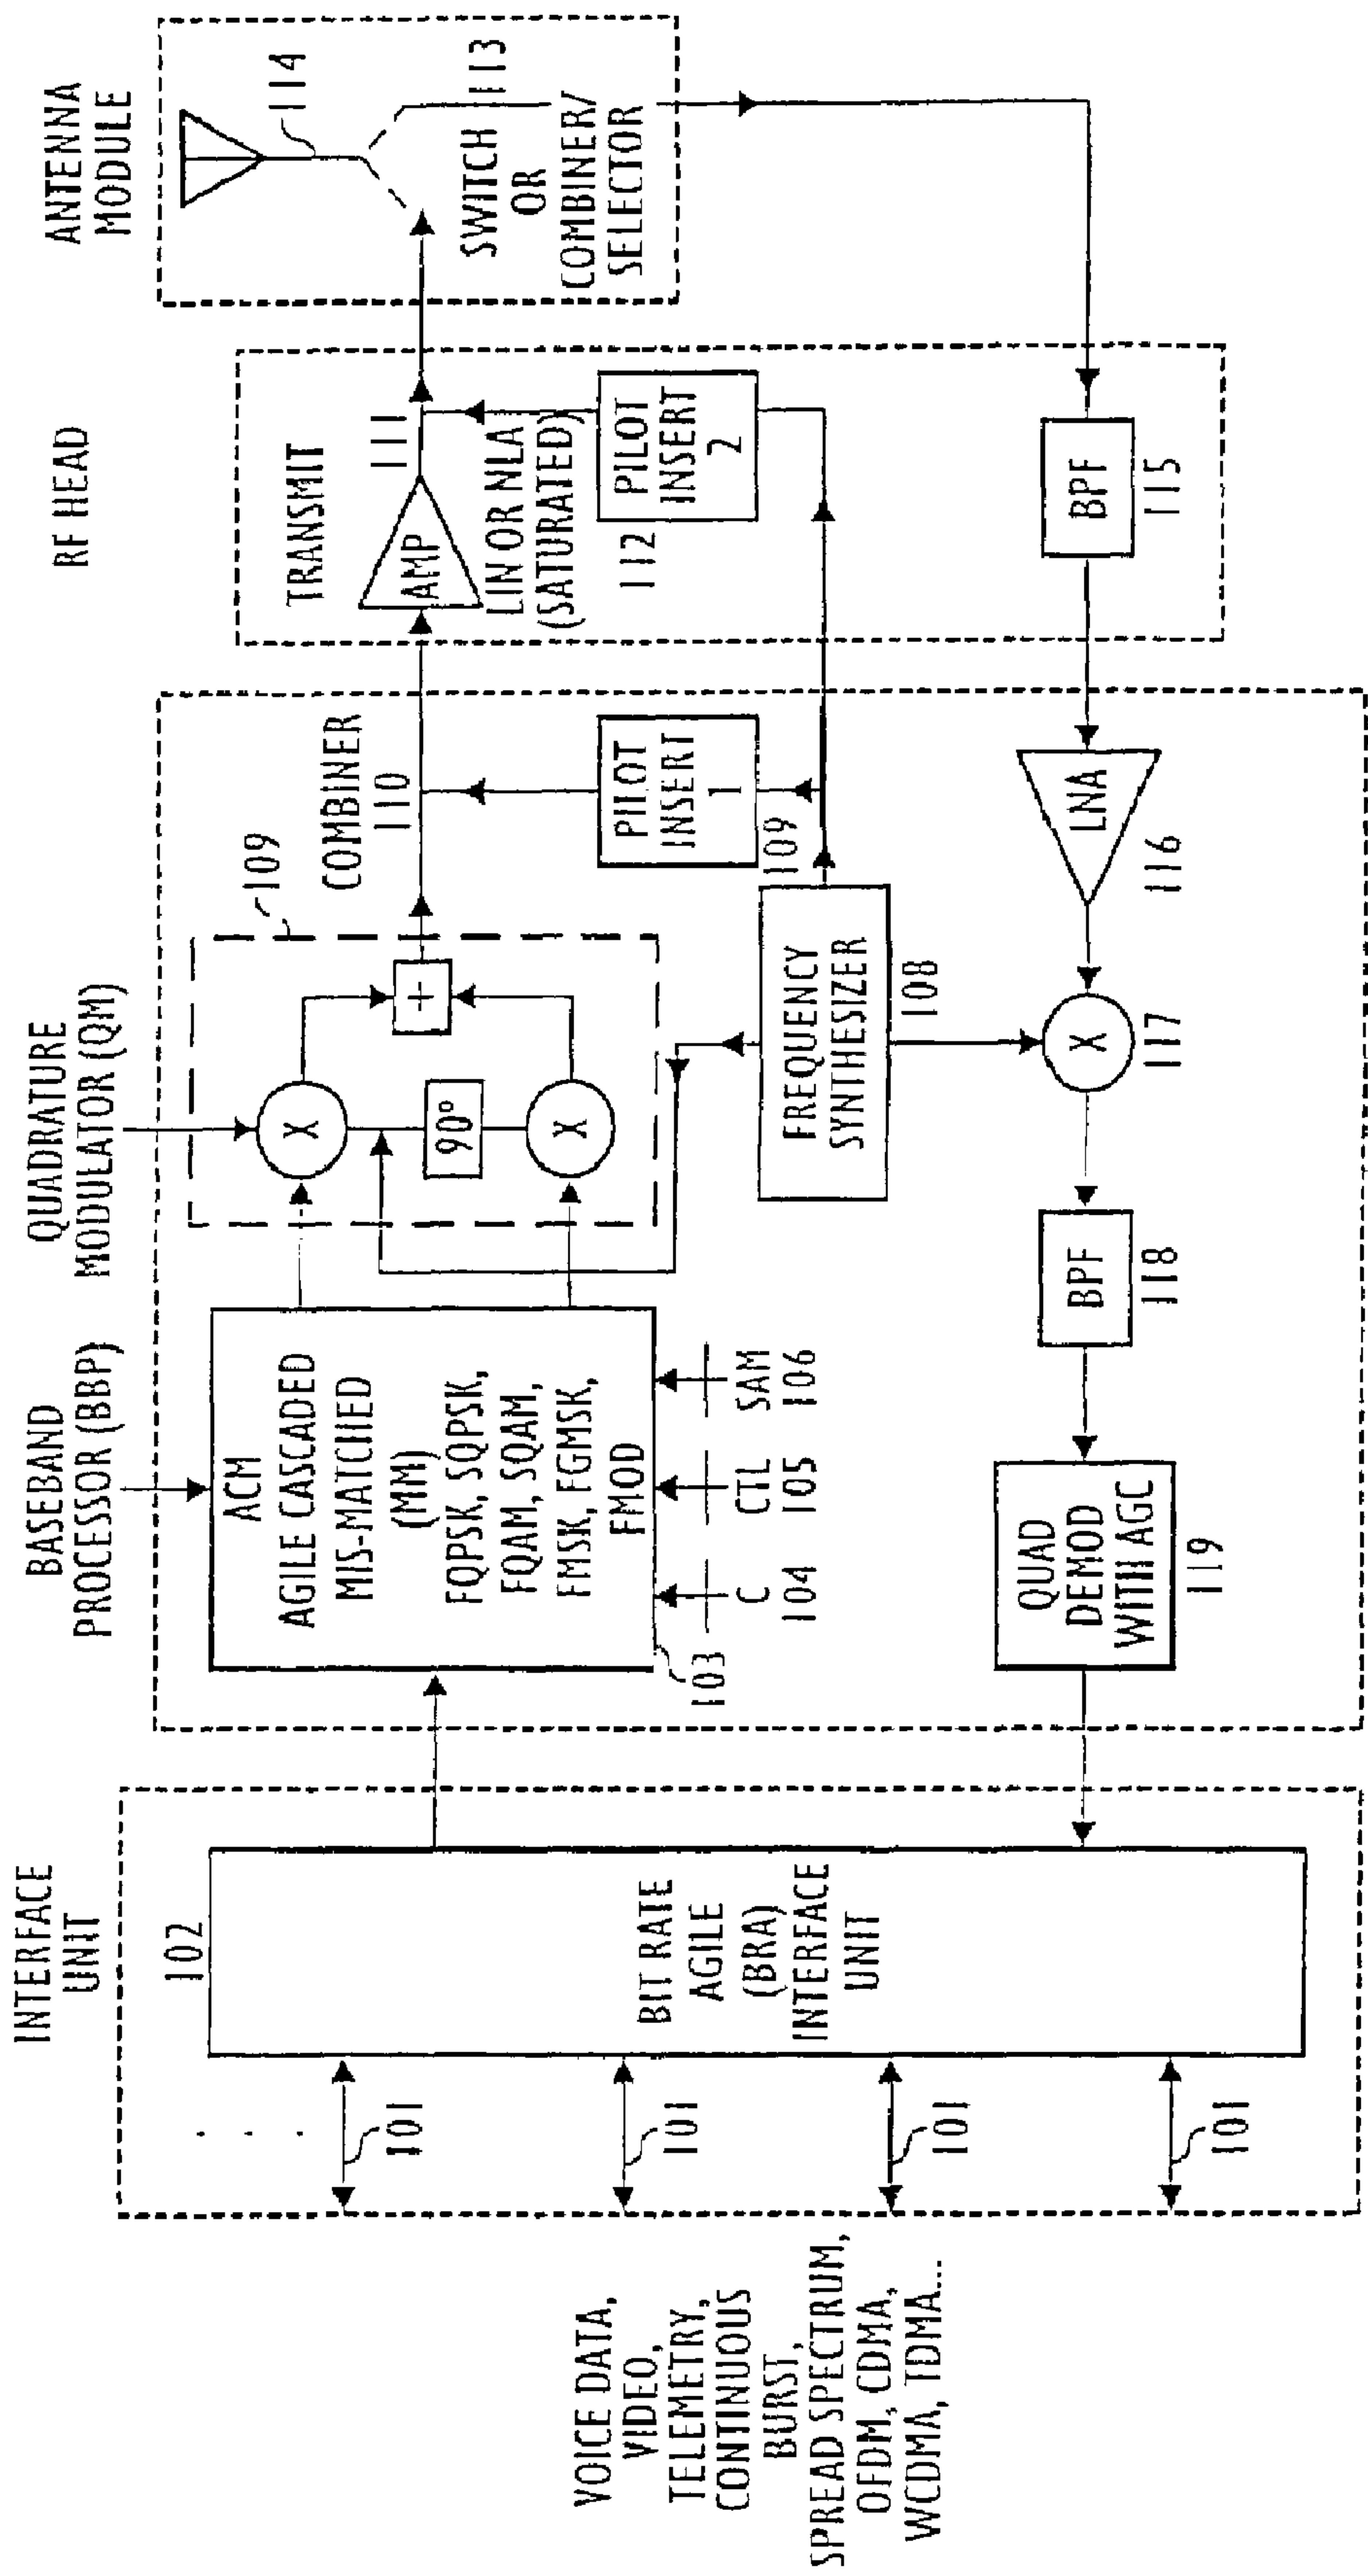 INTERFACE
UNIT
BASEBAND
PROCESSOR (BBP)
QUADRATURE
MODULATOR (QM)
RF HEAD
ANTENNA
MODULE
VOICE DATA,
VIDEO,
TELEMETRY,
CONTINUOUS
BURST,
SPREAD SPECTRUM,
OFDM, CDMA,
WCDMA, TDMA...
101
101
101
101
102
BIT RATE
AGILE
(BRA)
INTERFACE
UNIT
ACM
AGILE CASCADED
MIS-MATCHED
(MM)
FQPSK, SQPSK,
FQAM, SQAM,
FMSK, FGMSK,
FMOD
103
C
104
CTL
105
SAM
106
X
90°
X
+
109
COMBINER
110
PILOT
INSERT
1
109
FREQUENCY
SYNTHESIZER
108
TRANSMIT
AMP
111
LIN OR NLA
(SATURATED)
112
PILOT
INSERT
2
114
113
SWITCH
OR
COMBINER/
SELECTOR
BPF
115
LNA
116
X
117
BPF
118
QUAD
DEMOD
WITH AGC
119